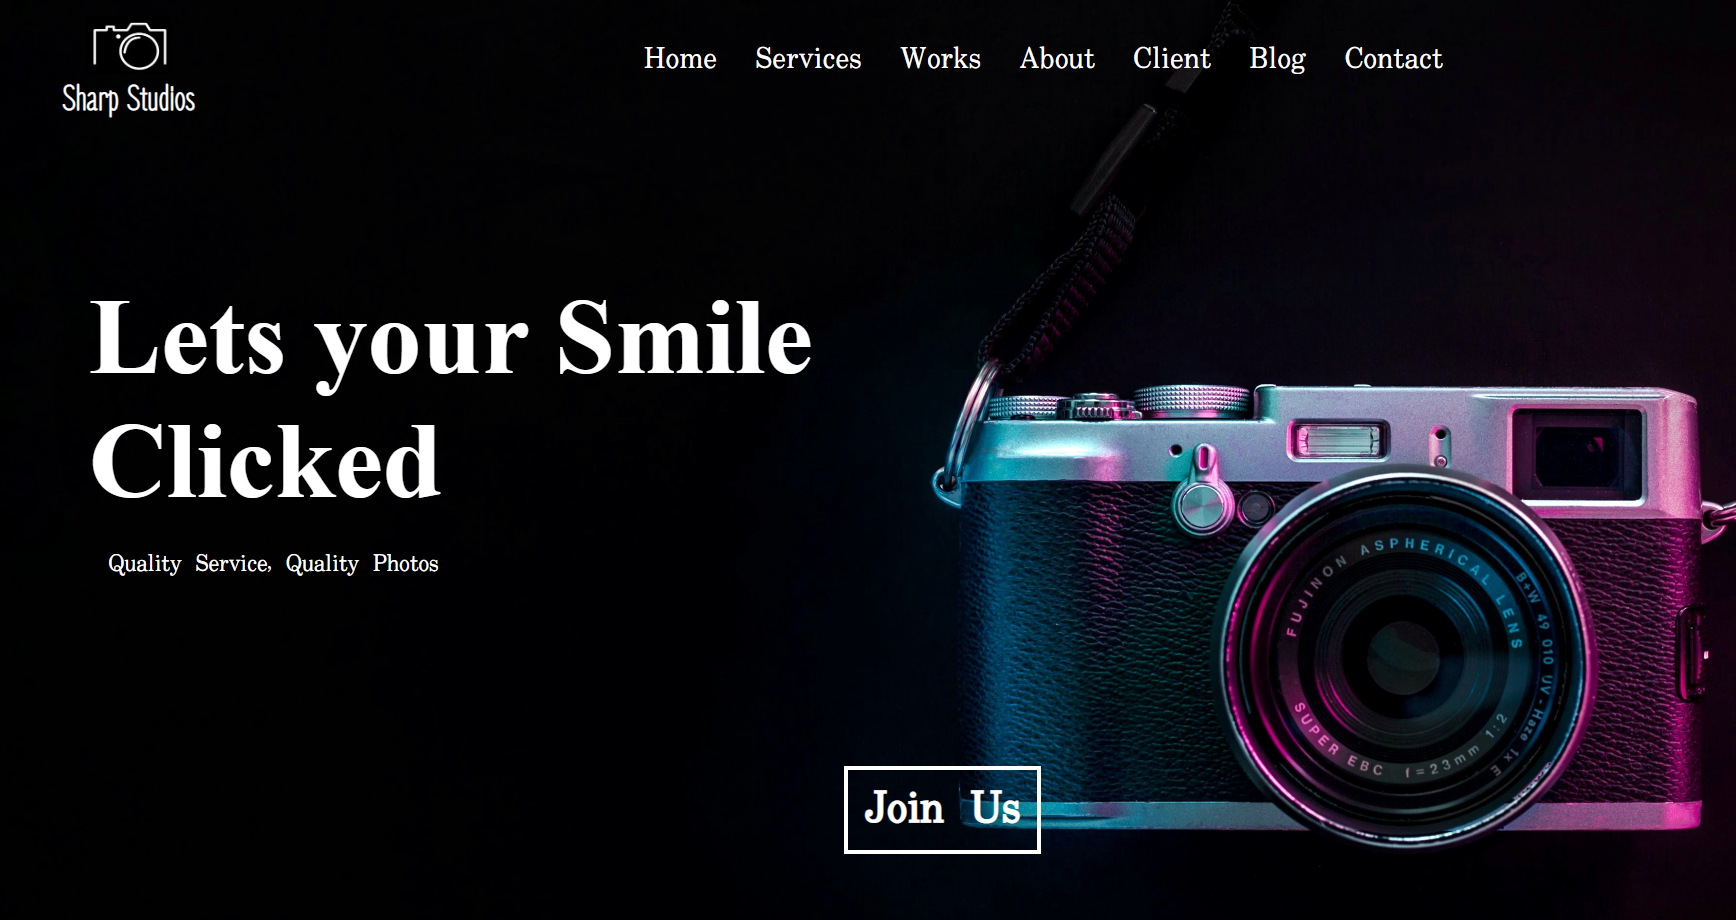 Sharp Studios
Home Services Works About Client Blog Contact
Lets your Smile
Clicked
Quality Service, Quality Photos
FUJINON ASPHERICAL LENS
B+W 49 010 UV-Haze 1x E
SUPER EBC f=23mm 1:2
Join Us